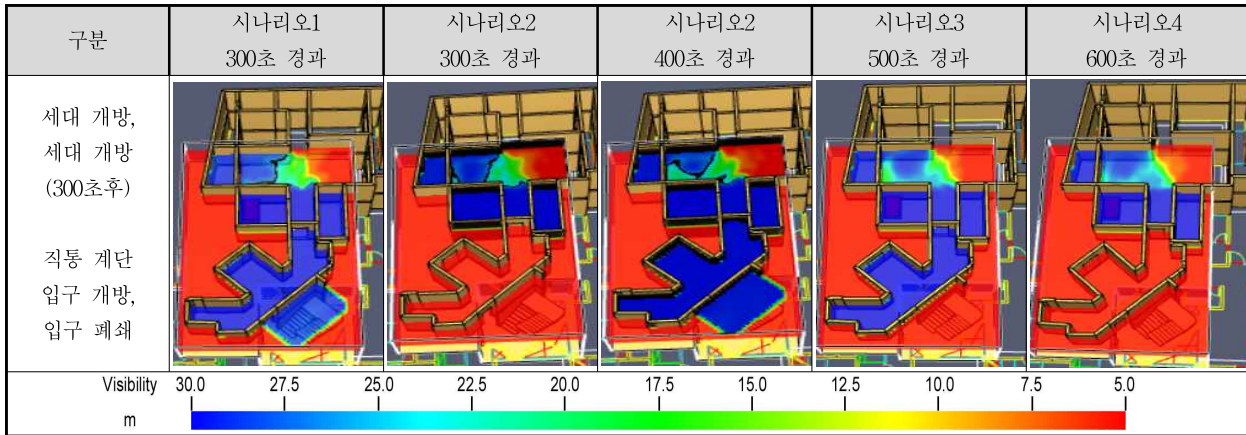 구분
시나리오1
300초 경과
시나리오2
300초 경과
시나리오2
400초 경과
시나리오3
500초 경과
시나리오4
600초 경과
세대 개방,
세대 개방
(300초후)
직통 계단
입구 개방,
입구 폐쇄
Visibility
m
30.0 27.5 25.0 22.5 20.0 17.5 15.0 12.5 10.0 7.5 5.0